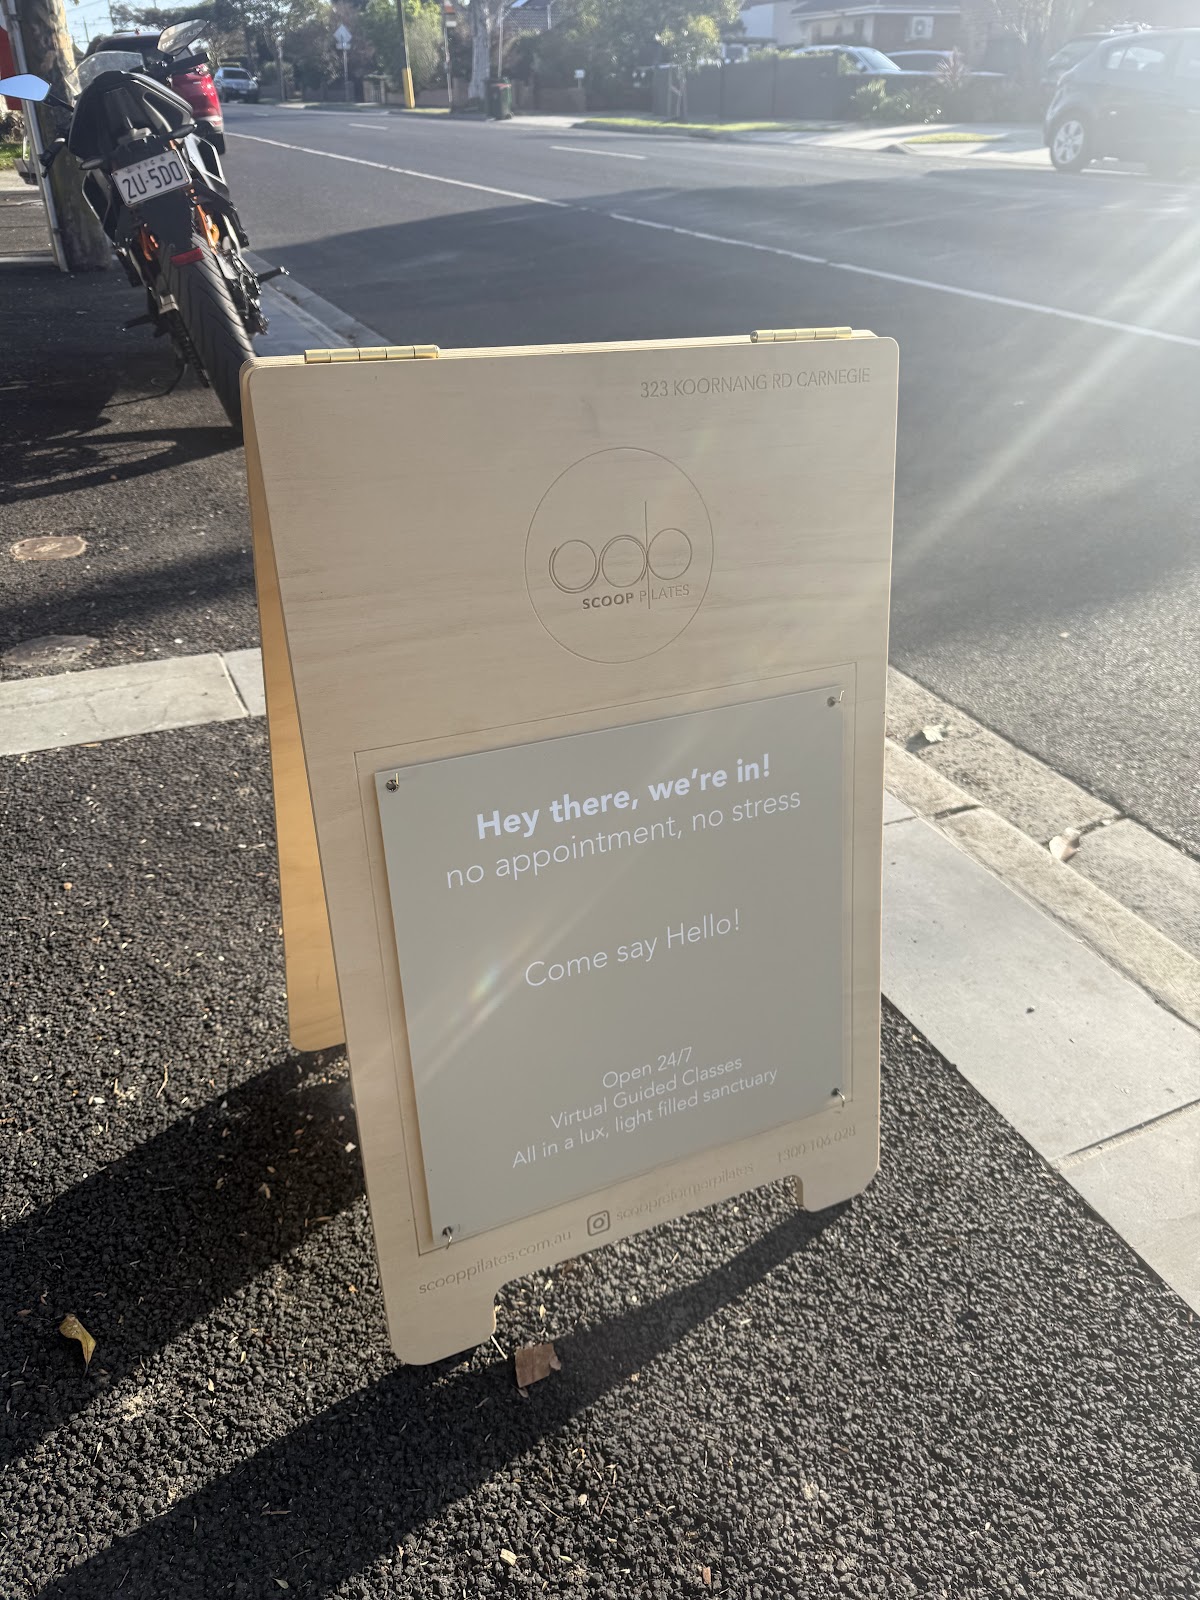 ZU-5DO
323 KOORNANG RD CARNEGIE
SCOOP PILATES
Hey there, we're in!
no appointment, no stress
Come say Hello!
Open 24/7
Virtual Guided Classes
All in a lux, light filled sanctuary
scooppilates.com.au scoopreformerpilates 1300 106 028